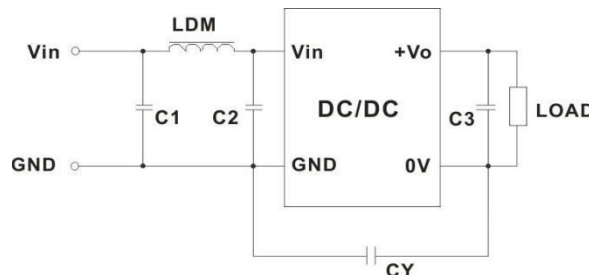 LDM
Vin Vin +Vo
C1 C2 DC/DC C3 LOAD
GND GND 0V
CY